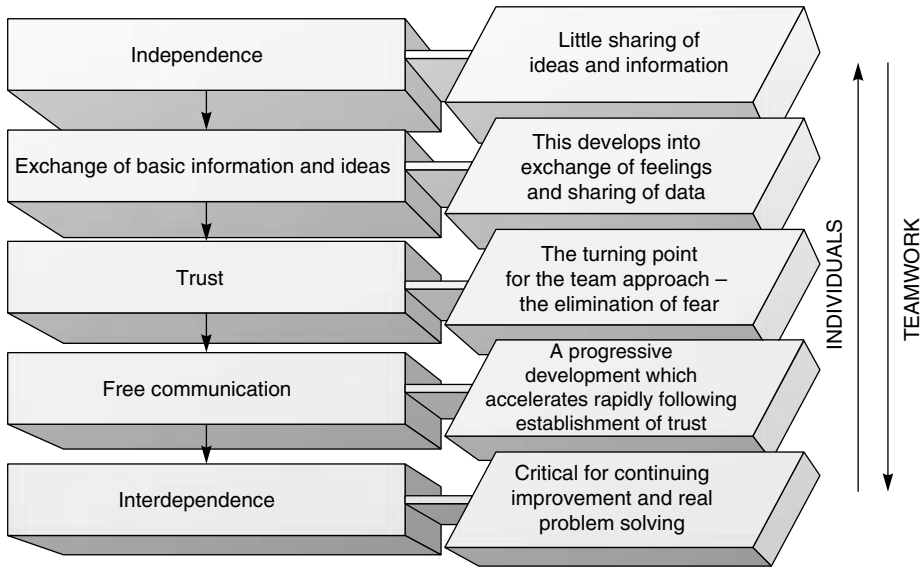 Independence
Little sharing of
ideas and information
Exchange of basic information and ideas
This develops into
exchange of feelings
and sharing of data
Trust
The turning point
for the team approach –
the elimination of fear
Free communication
A progressive
development which
accelerates rapidly following
establishment of trust
Interdependence
Critical for continuing
improvement and real
problem solving
INDIVIDUALS
TEAMWORK